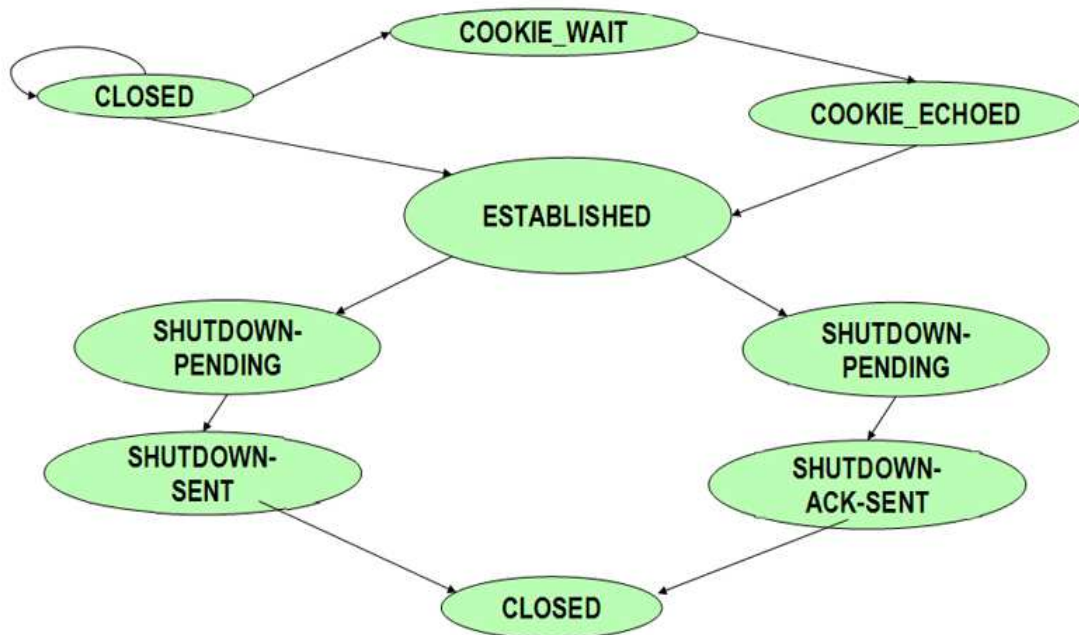 COOKIE_WAIT
CLOSED
COOKIE_ECHOED
ESTABLISHED
SHUTDOWN-
PENDING
SHUTDOWN-
PENDING
SHUTDOWN-
SENT
SHUTDOWN-
ACK-SENT
CLOSED